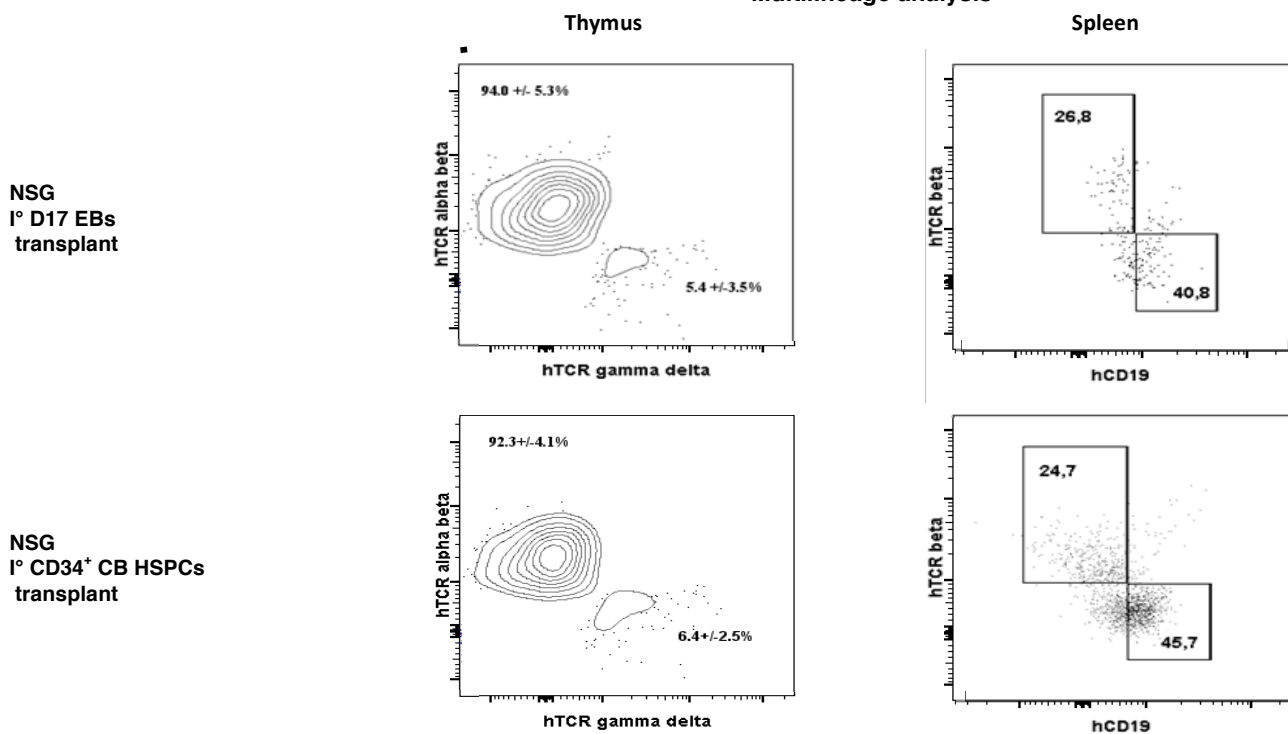 Thymus
Spleen
NSG
I° D17 EBs
transplant
94.0 +/- 5.3%
5.4 +/-3.5%
hTCR alpha beta
hTCR gamma delta
26,8
40,8
hTCR beta
hCD19
NSG
I° CD34⁺ CB HSPCs
transplant
92.3+/-4.1%
6.4+/-2.5%
hTCR alpha beta
hTCR gamma delta
24,7
45,7
hTCR beta
hCD19